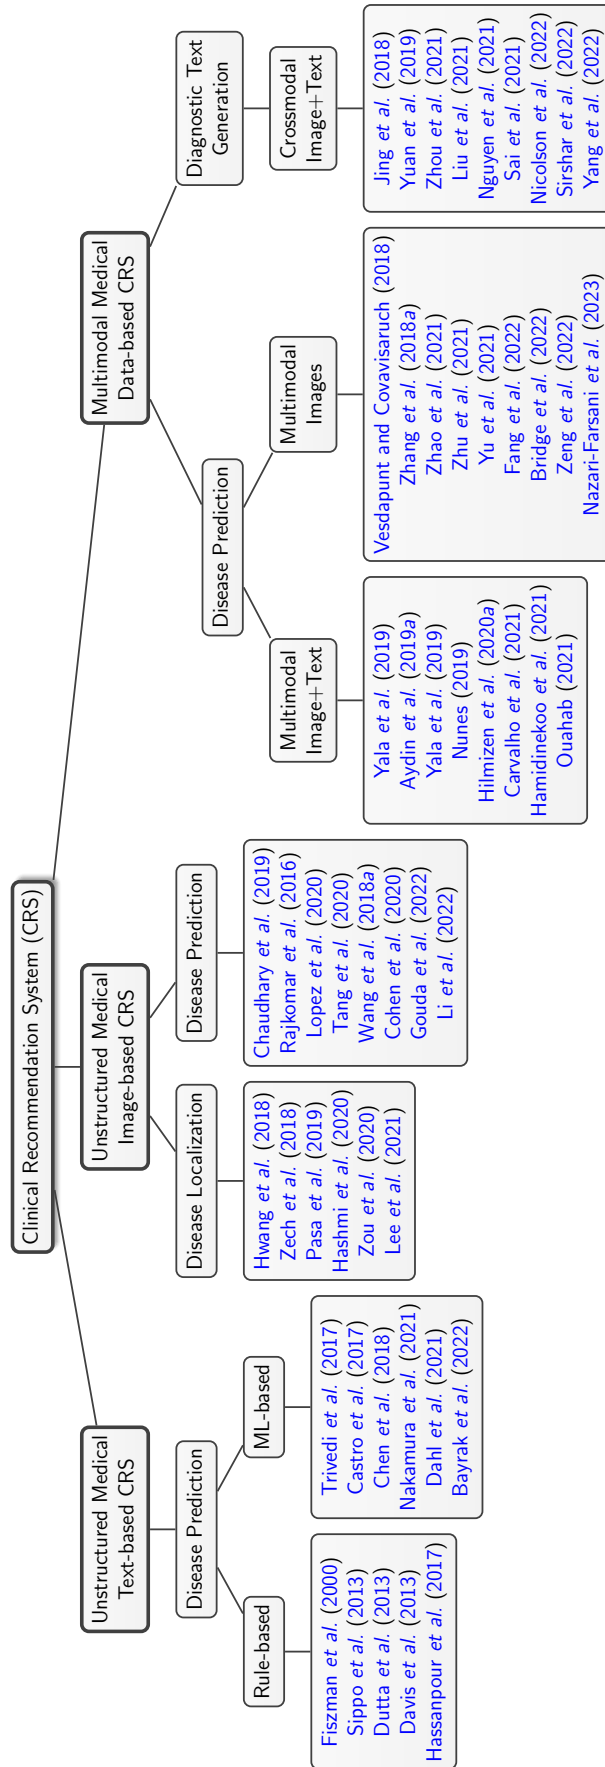 Clinical Recommendation System (CRS)
Unstructured Medical
Text-based CRS
Disease Prediction
Rule-based
Fiszman et al. (2000)
Sippo et al. (2013)
Dutta et al. (2013)
Davis et al. (2013)
Hassanpour et al. (2017)
ML-based
Trivedi et al. (2017)
Castro et al. (2017)
Chen et al. (2018)
Nakamura et al. (2021)
Dahl et al. (2021)
Bayrak et al. (2022)
Unstructured Medical
Image-based CRS
Disease Localization
Hwang et al. (2018)
Zech et al. (2018)
Pasa et al. (2019)
Hashmi et al. (2020)
Zou et al. (2020)
Lee et al. (2021)
Disease Prediction
Chaudhary et al. (2019)
Rajkomar et al. (2016)
Lopez et al. (2020)
Tang et al. (2020)
Wang et al. (2018a)
Cohen et al. (2020)
Gouda et al. (2022)
Li et al. (2022)
Multimodal Medical
Data-based CRS
Disease Prediction
Multimodal
Image+Text
Yala et al. (2019)
Aydin et al. (2019a)
Yala et al. (2019)
Nunes (2019)
Hilmizen et al. (2020a)
Carvalho et al. (2021)
Hamidinekoo et al. (2021)
Ouahab (2021)
Multimodal
Images
Vesdapunt and Covavisaruch (2018)
Zhang et al. (2018a)
Zhao et al. (2021)
Zhu et al. (2021)
Yu et al. (2021)
Fang et al. (2022)
Bridge et al. (2022)
Zeng et al. (2022)
Nazari-Farsani et al. (2023)
Diagnostic Text
Generation
Crossmodal
Image+Text
Jing et al. (2018)
Yuan et al. (2019)
Zhou et al. (2021)
Liu et al. (2021)
Nguyen et al. (2021)
Sai et al. (2021)
Nicolson et al. (2022)
Sirshar et al. (2022)
Yang et al. (2022)